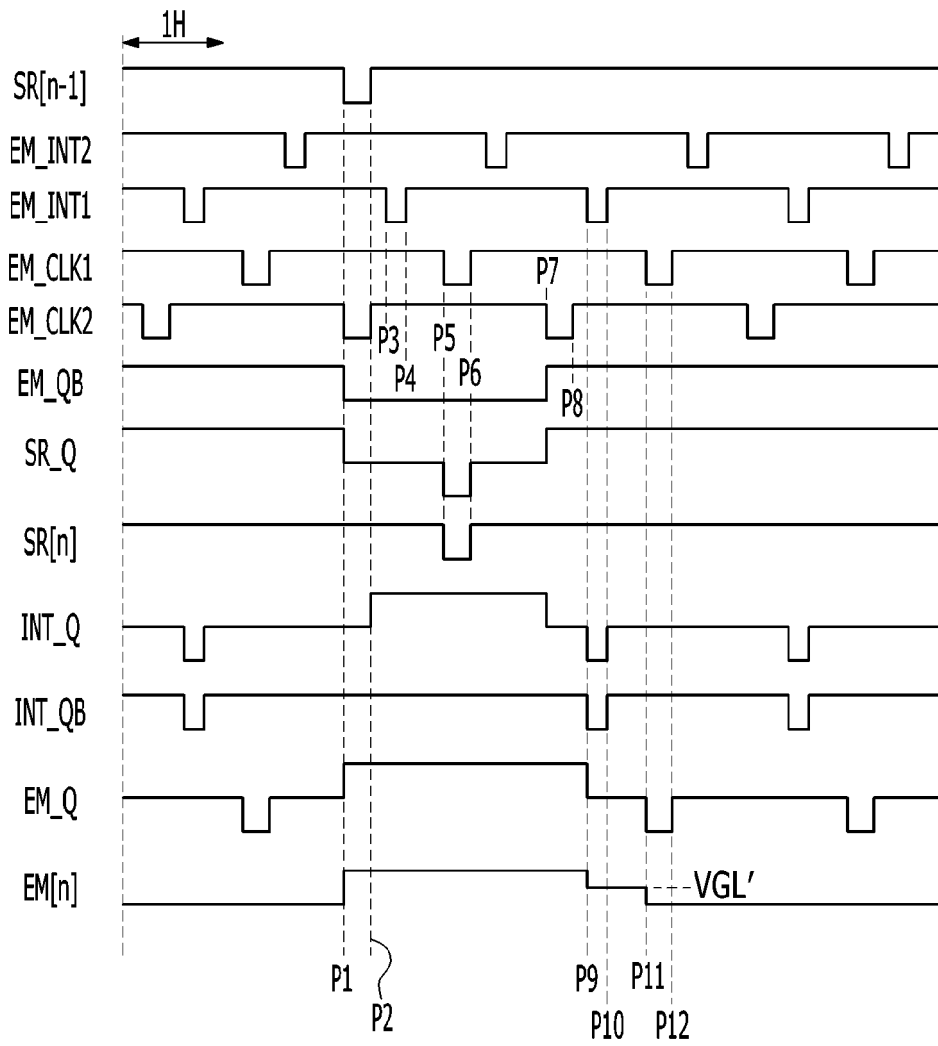 1H
SR[n-1]
EM_INT2
EM_INT1
EM_CLK1
P7
EM_CLK2
P3 P5
P4 P6
EM_QB
P8
SR_Q
SR[n]
INT_Q
INT_QB
EM_Q
EM[n]
VGL'
P1 P9 P11
P2 P10 P12